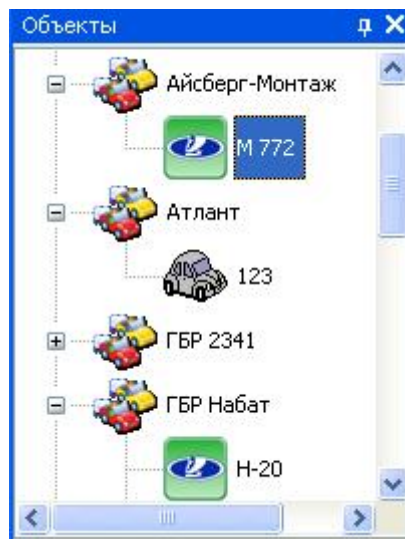 Объекты
Айсберг-Монтаж
М 772
Атлант
123
ГБР 2341
ГБР Набат
Н-20